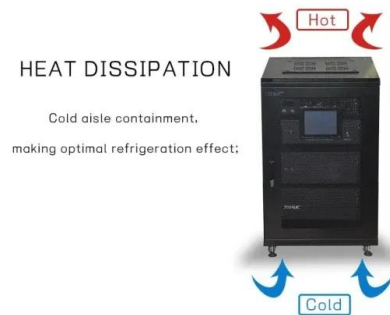 Hot
HEAT DISSIPATION
Cold aisle containment,
making optimal refrigeration effect;
Cold